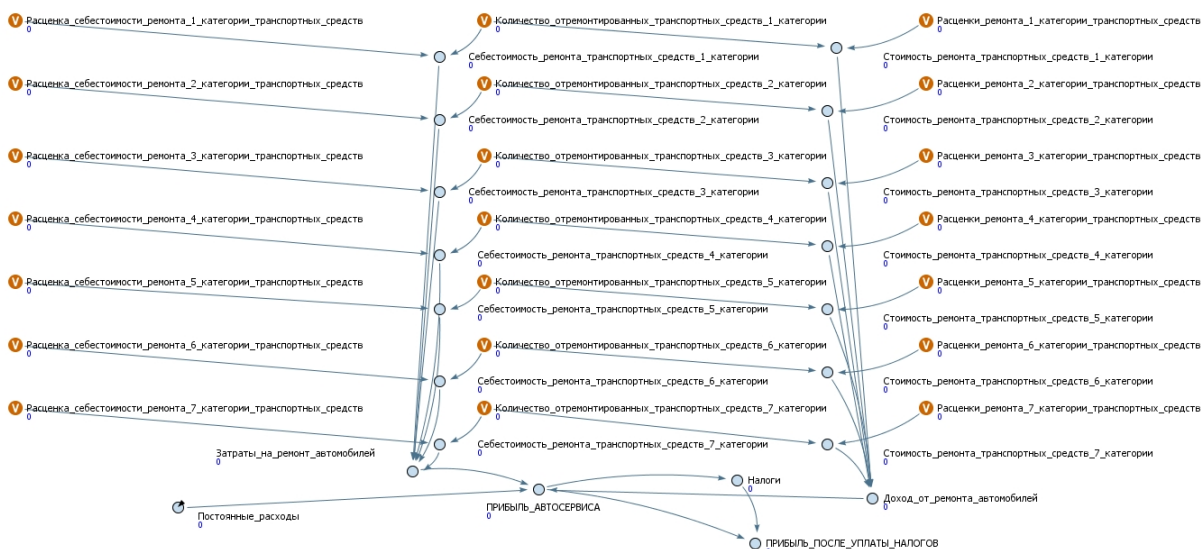 Расценка_себестоимости_ремонта_1_категории_транспортных_средств
0
Количество_отремонтированных_транспортных_средств_1_категории
0
Расценки_ремонта_1_категории_транспортных_средств
0
Себестоимость_ремонта_транспортных_средств_1_категории
0
Стоимость_ремонта_транспортных_средств_1_категории
0
Расценка_себестоимости_ремонта_2_категории_транспортных_средств
0
Количество_отремонтированных_транспортных_средств_2_категории
0
Расценки_ремонта_2_категории_транспортных_средств
0
Себестоимость_ремонта_транспортных_средств_2_категории
0
Стоимость_ремонта_транспортных_средств_2_категории
0
Расценка_себестоимости_ремонта_3_категории_транспортных_средств
0
Количество_отремонтированных_транспортных_средств_3_категории
0
Расценки_ремонта_3_категории_транспортных_средств
0
Себестоимость_ремонта_транспортных_средств_3_категории
0
Стоимость_ремонта_транспортных_средств_3_категории
0
Расценка_себестоимости_ремонта_4_категории_транспортных_средств
0
Количество_отремонтированных_транспортных_средств_4_категории
0
Расценки_ремонта_4_категории_транспортных_средств
0
Себестоимость_ремонта_транспортных_средств_4_категории
0
Стоимость_ремонта_транспортных_средств_4_категории
0
Расценка_себестоимости_ремонта_5_категории_транспортных_средств
0
Количество_отремонтированных_транспортных_средств_5_категории
0
Расценки_ремонта_5_категории_транспортных_средств
0
Себестоимость_ремонта_транспортных_средств_5_категории
0
Стоимость_ремонта_транспортных_средств_5_категории
0
Расценка_себестоимости_ремонта_6_категории_транспортных_средств
0
Количество_отремонтированных_транспортных_средств_6_категории
0
Расценки_ремонта_6_категории_транспортных_средств
0
Себестоимость_ремонта_транспортных_средств_6_категории
0
Стоимость_ремонта_транспортных_средств_6_категории
0
Расценка_себестоимости_ремонта_7_категории_транспортных_средств
0
Количество_отремонтированных_транспортных_средств_7_категории
0
Расценки_ремонта_7_категории_транспортных_средств
0
Себестоимость_ремонта_транспортных_средств_7_категории
0
Стоимость_ремонта_транспортных_средств_7_категории
0
Затраты_на_ремонт_автомобилей
0
Налоги
0
Доход_от_ремонта_автомобилей
0
ПРИБЫЛЬ_АВТОСЕРВИСА
0
Постоянные_расходы
0
ПРИБЫЛЬ_ПОСЛЕ_УПЛАТЫ_НАЛОГОВ